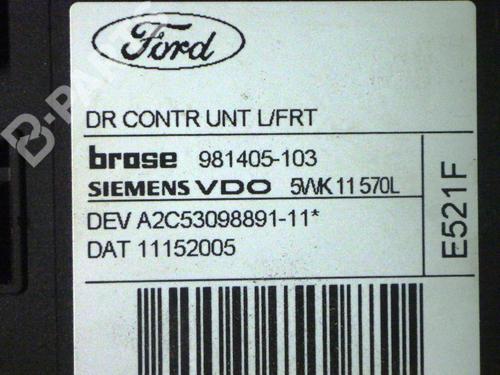 Ford
DR CONTR UNT L/FRT
brose 981405-103
SIEMENS VDO 5WK11570L
DEV A2C53098891-11*
DAT 11152005
E521F
B-PARTS